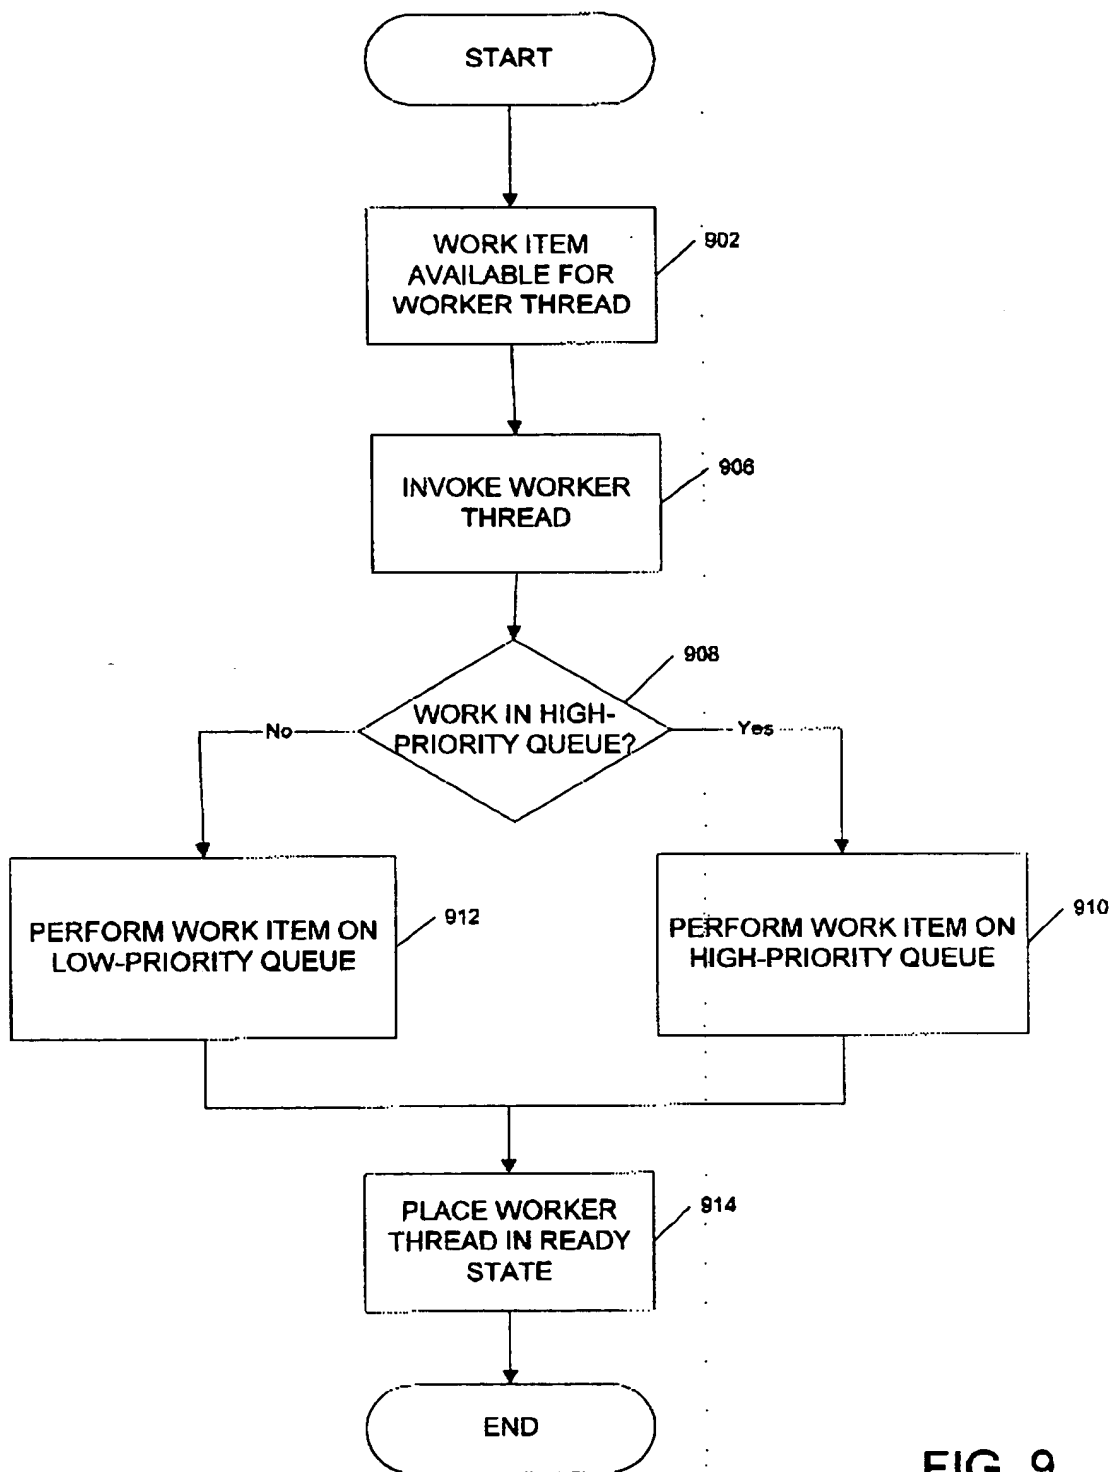 START
WORK ITEM
AVAILABLE FOR
WORKER THREAD
902
INVOKE WORKER
THREAD
906
WORK IN HIGH-
PRIORITY QUEUE?
908
No
Yes
PERFORM WORK ITEM ON
LOW-PRIORITY QUEUE
912
PERFORM WORK ITEM ON
HIGH-PRIORITY QUEUE
910
PLACE WORKER
THREAD IN READY
STATE
914
END
FIG. 9